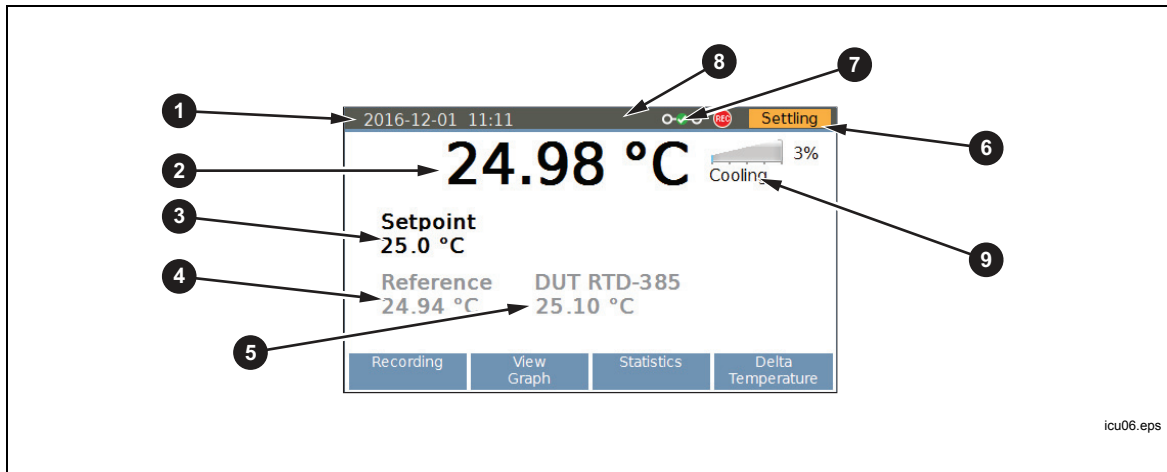 8
7
1
2016-12-01 11:11
REC
Settling
6
2
24.98 °C
3%
Cooling
3
Setpoint
25.0 °C
9
4
Reference
24.94 °C
DUT RTD-385
25.10 °C
5
Recording
View
Graph
Statistics
Delta
Temperature
icu06.eps